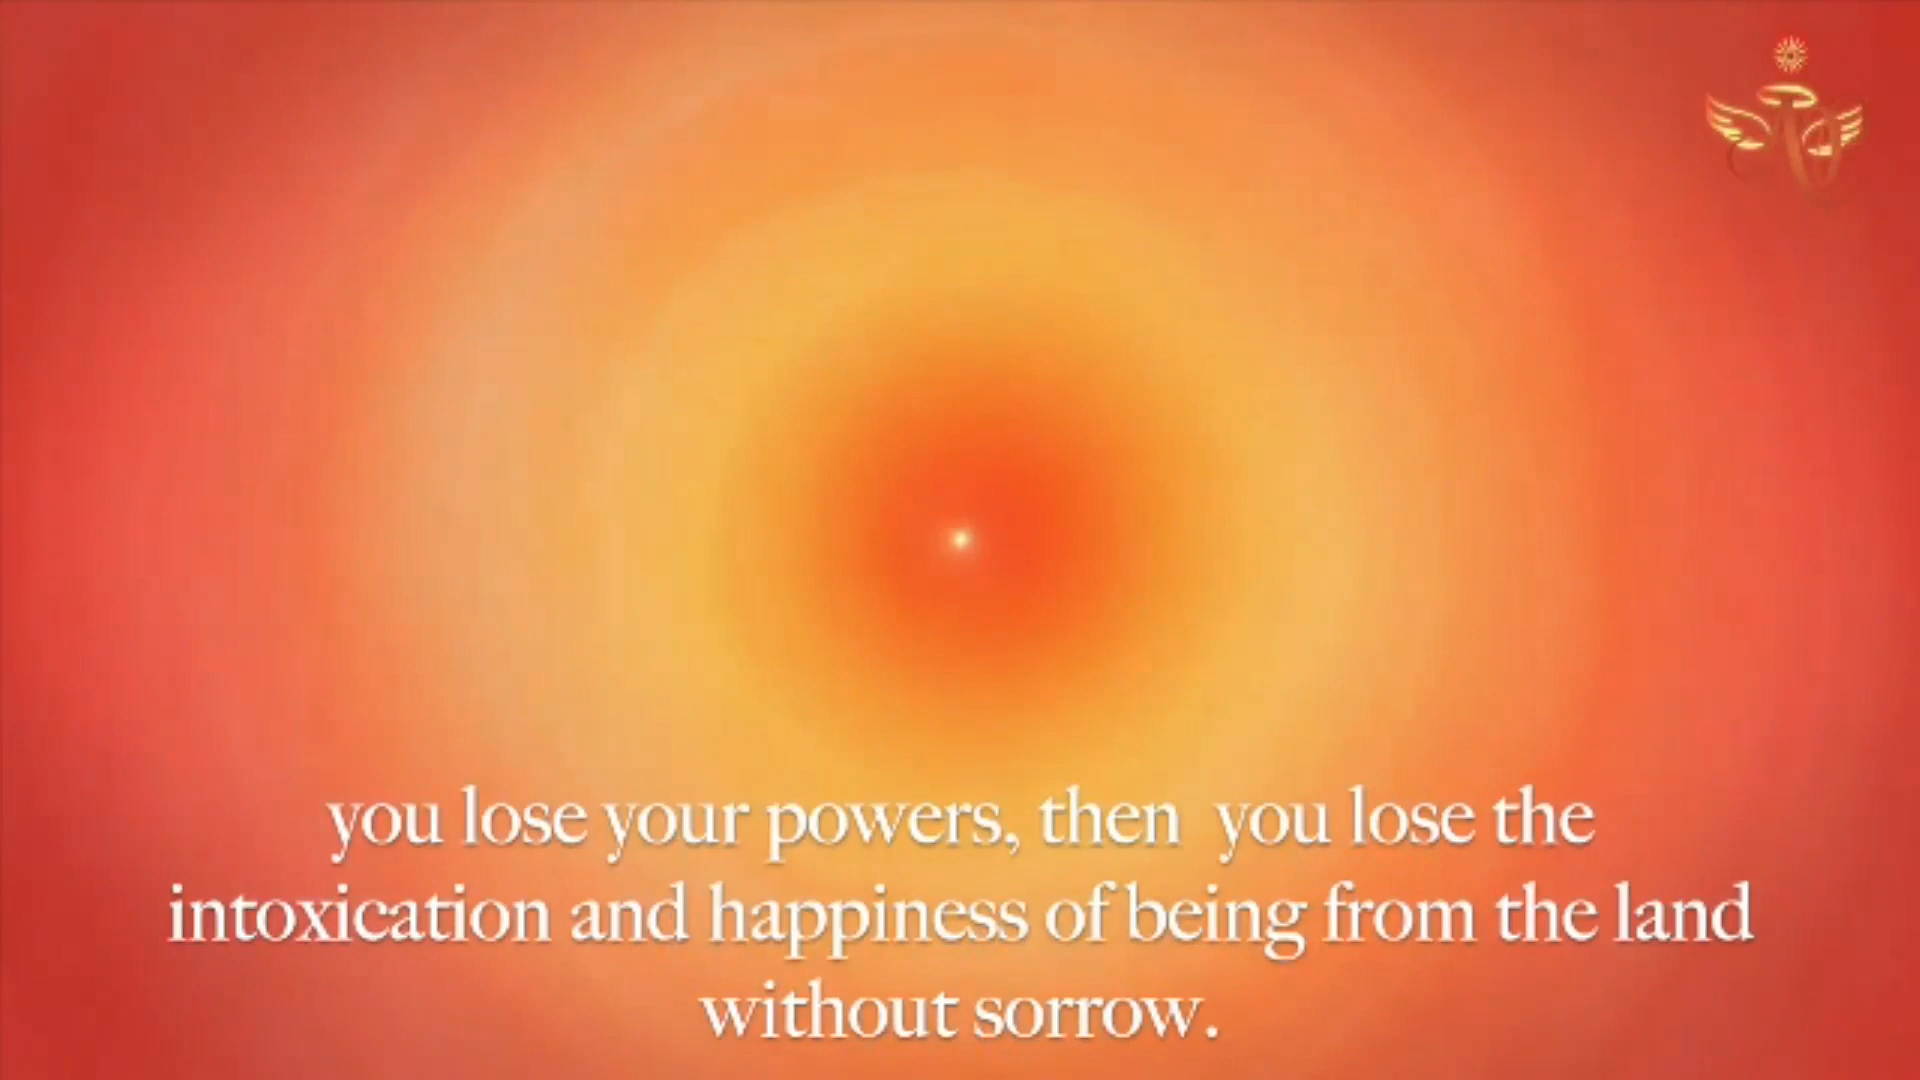 you lose your powers, then  you lose the
intoxication and happiness of being from the land
without sorrow.